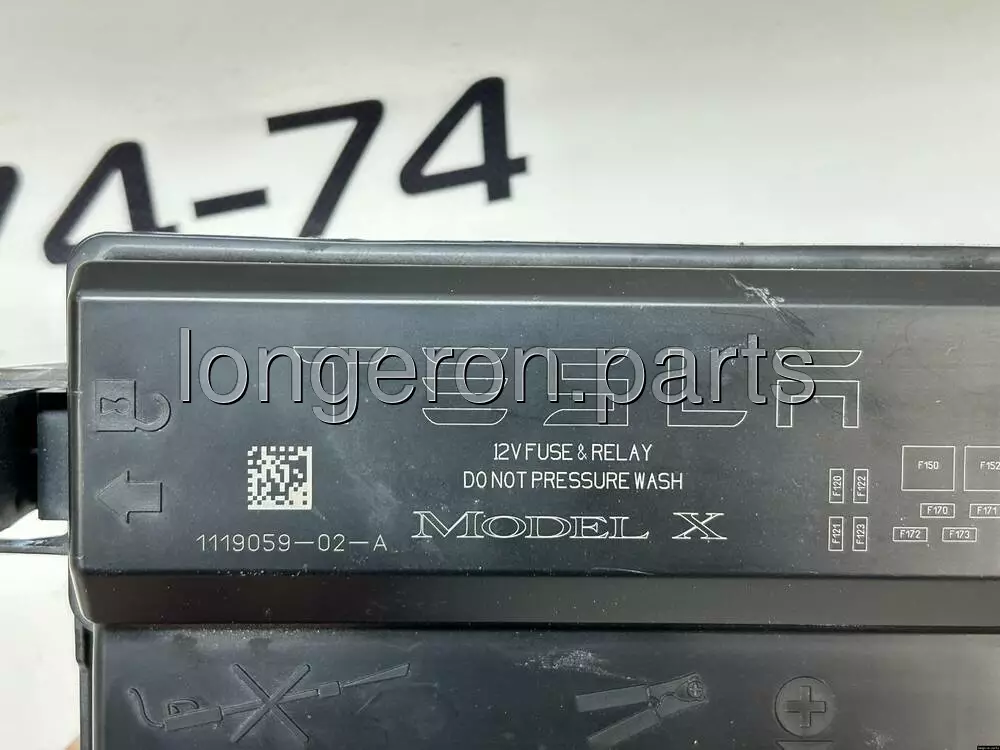 74-74
longeron.parts
TESLA
12V FUSE & RELAY
DO NOT PRESSURE WASH
MODEL X
1119059-02-A
F120
F122
F121
F123
F150
F152
F170
F171
F172
F173